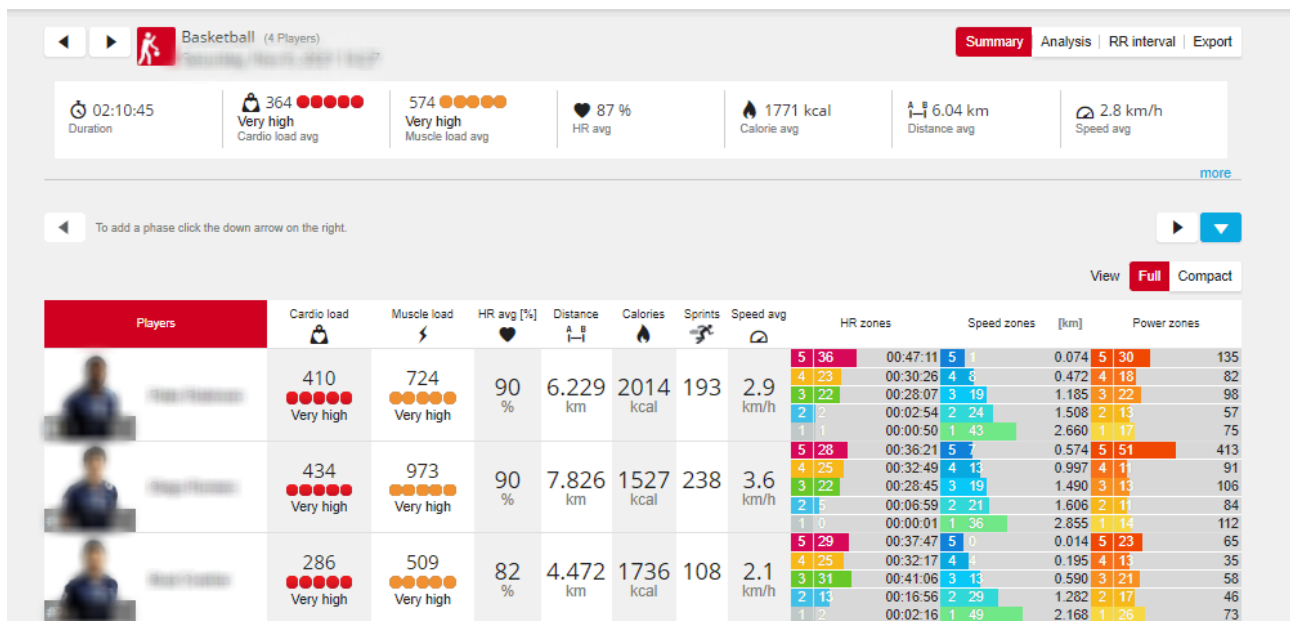 Basketball (4 Players)
Summary Analysis RR interval Export
02:10:45
Duration
364
Very high
Cardio load avg
574
Very high
Muscle load avg
87 %
HR avg
1771 kcal
Calorie avg
A B 6.04 km
Distance avg
2.8 km/h
Speed avg
more
To add a phase click the down arrow on the right.
View Full Compact
Players Cardio load Muscle load HR avg [%] Distance Calories Sprints Speed avg HR zones Speed zones [km] Power zones
A B
410 Very high 724 Very high 90 % 6.229 km 2014 kcal 193 2.9 km/h
5 36 00:47:11 5 1 0.074 5 30 135
4 23 00:30:26 4 8 0.472 4 18 82
3 22 00:28:07 3 19 1.185 3 22 98
2 2 00:02:54 2 24 1.508 2 13 57
1 1 00:00:50 1 43 2.660 1 17 75
434 Very high 973 Very high 90 % 7.826 km 1527 kcal 238 3.6 km/h
5 28 00:36:21 5 7 0.574 5 51 413
4 25 00:32:49 4 13 0.997 4 11 91
3 22 00:28:45 3 19 1.490 3 13 106
2 5 00:06:59 2 21 1.606 2 11 84
1 0 00:00:01 1 36 2.855 1 14 112
286 Very high 509 Very high 82 % 4.472 km 1736 kcal 108 2.1 km/h
5 29 00:37:47 5 0 0.014 5 23 65
4 25 00:32:17 4 4 0.195 4 13 35
3 31 00:41:06 3 13 0.590 3 21 58
2 13 00:16:56 2 29 1.282 2 17 46
1 2 00:02:16 1 49 2.168 1 26 73